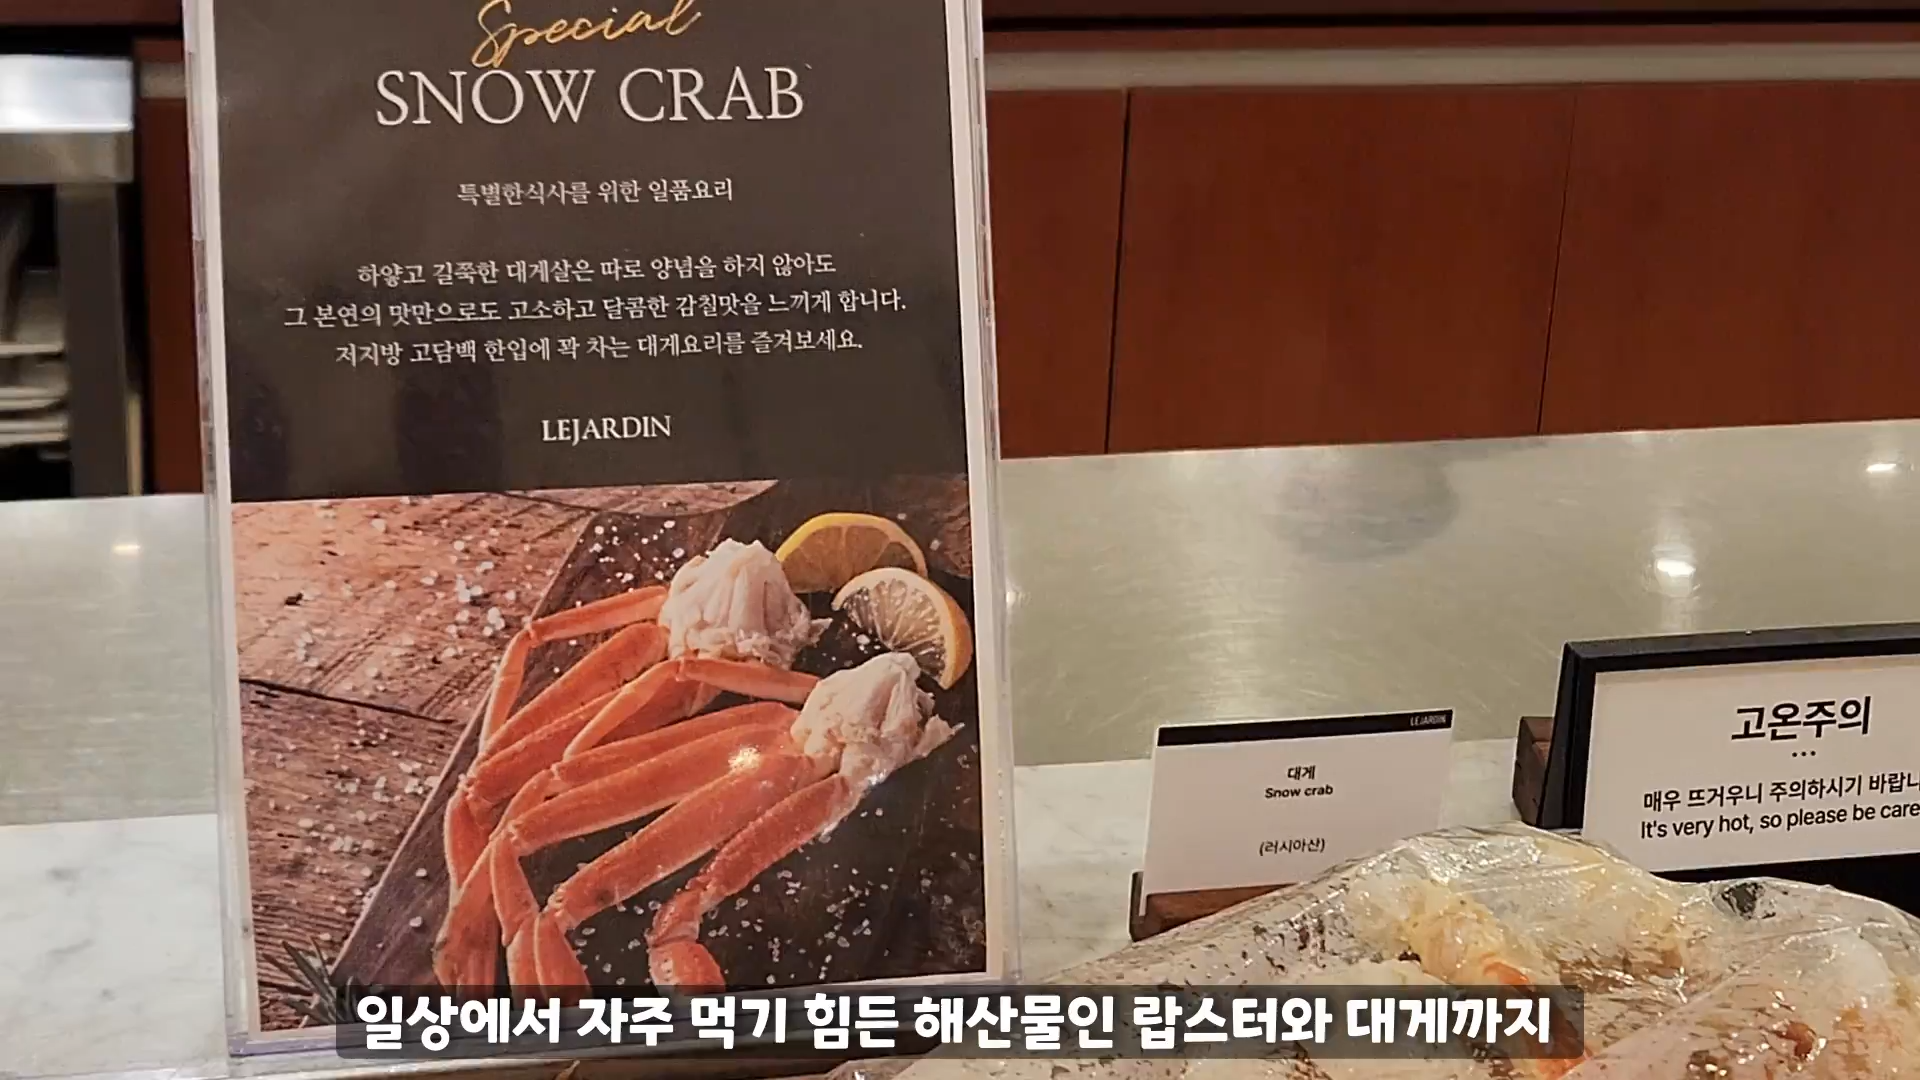 Special
SNOW CRAB
특별한식사를 위한 일품요리
하얗고 길쭉한 대게살은 따로 양념을 하지 않아도
그 본연의 맛만으로도 고소하고 달콤한 감칠맛을 느끼게 합니다.
저지방 고담백 한입에 꽉 차는 대게요리를 즐겨보세요.
LEJARDIN
LEJARDIN
대게
Snow crab
(러시아산)
고온주의
매우 뜨거우니 주의하시기
It's very hot, so please be
일상에서 자주 먹기 힘든 해산물인 랍스터와 대게까지